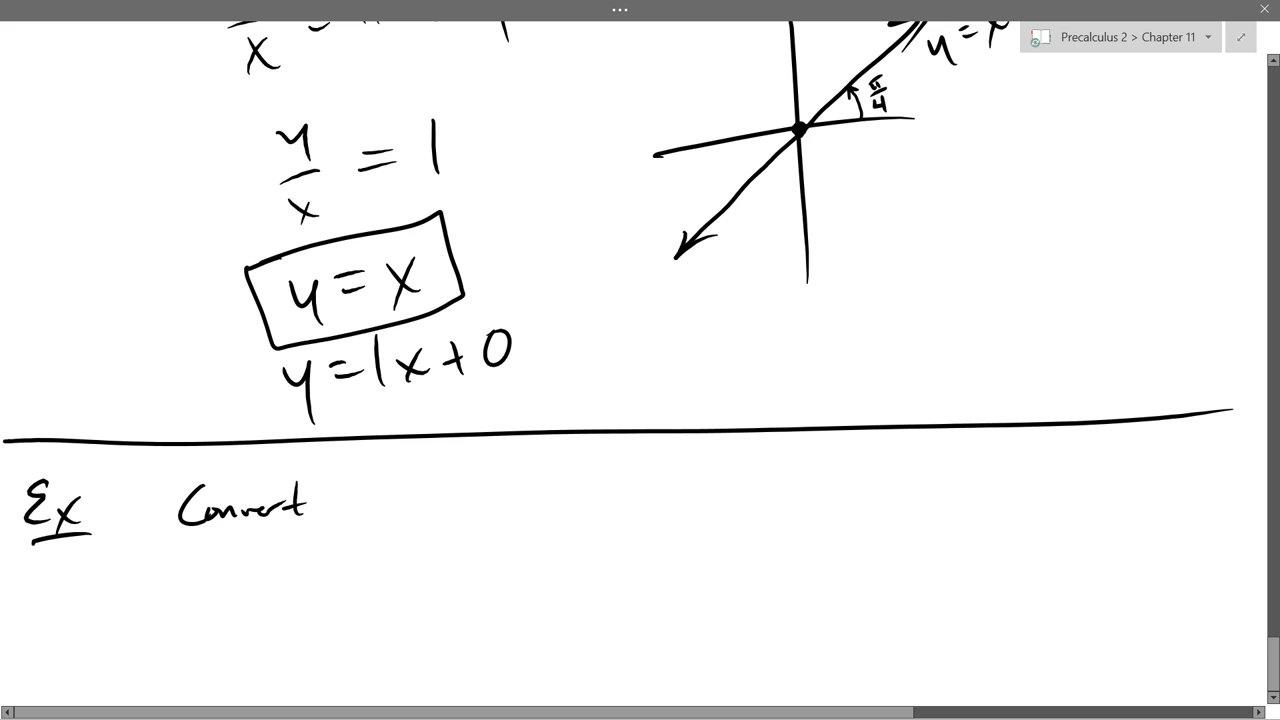 Precalculus 2 > Chapter 11
x
y = x
π/4
y/x = 1
y = x
y = 1x + 0
Ex Convert